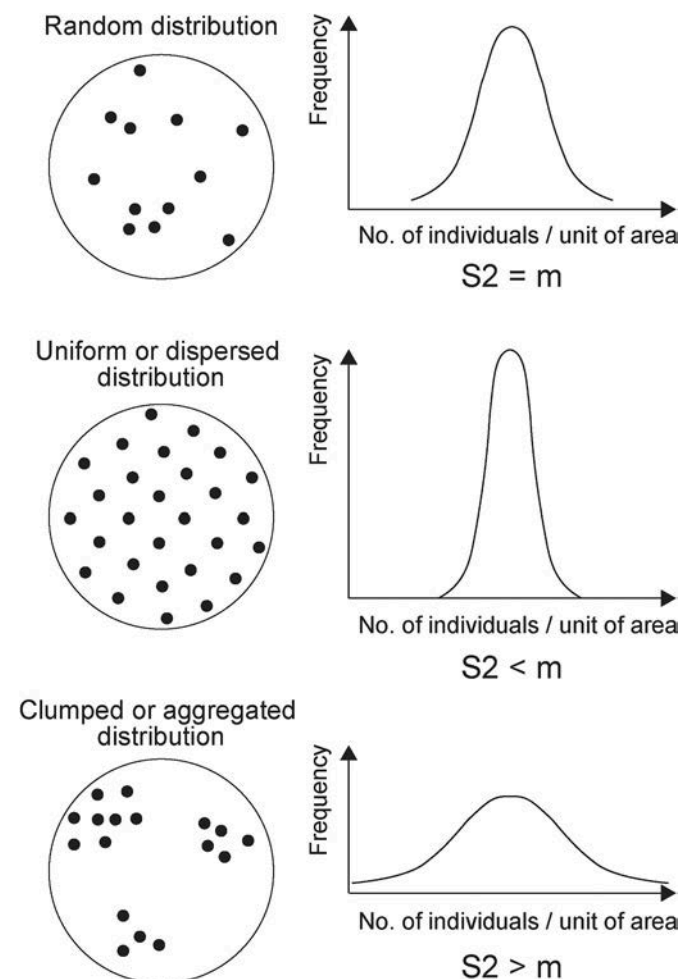 Random distribution
Frequency
No. of individuals / unit of area
S2 = m
Uniform or dispersed
distribution
Frequency
No. of individuals / unit of area
S2 < m
Clumped or aggregated
distribution
Frequency
No. of individuals / unit of area
S2 > m